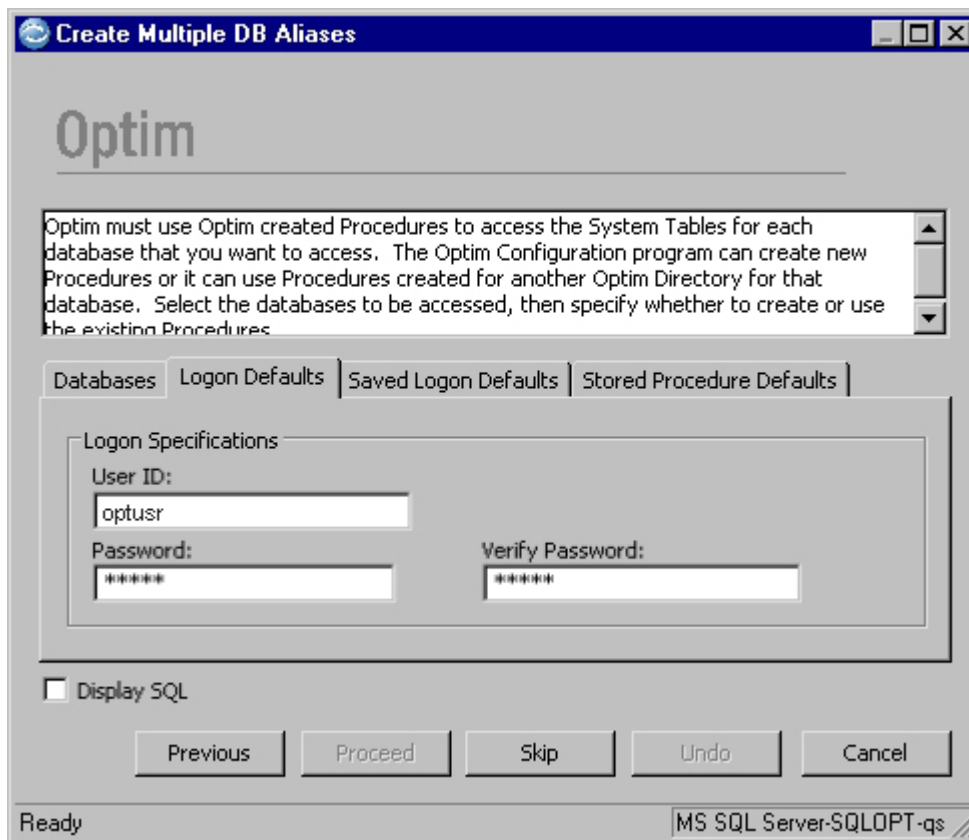 Create Multiple DB Aliases
Optim
Optim must use Optim created Procedures to access the System Tables for each
database that you want to access.  The Optim Configuration program can create new
Procedures or it can use Procedures created for another Optim Directory for that
database.  Select the databases to be accessed, then specify whether to create or use
the existing Procedures
Databases
Logon Defaults
Saved Logon Defaults
Stored Procedure Defaults
Logon Specifications
User ID:
optusr
Password:
Verify Password:
*****
*****
Display SQL
Previous
Proceed
Skip
Undo
Cancel
Ready
MS SQL Server-SQLOPT-qs